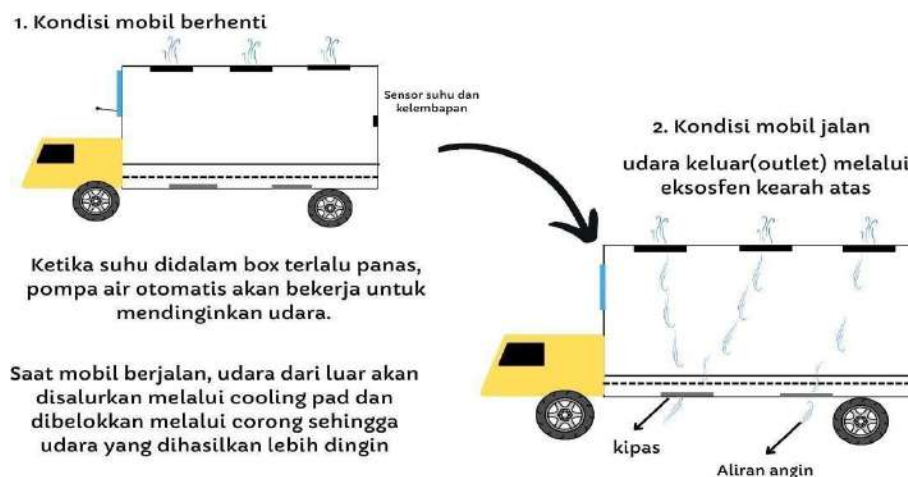 1. Kondisi mobil berhenti
Sensor suhu dan
kelembapan
Ketika suhu didalam box terlalu panas,
pompa air otomatis akan bekerja untuk
mendinginkan udara.
Saat mobil berjalan, udara dari luar akan
disalurkan melalui cooling pad dan
dibelokkan melalui corong sehingga
udara yang dihasilkan lebih dingin
2. Kondisi mobil jalan
udara keluar(outlet) melalui
eksosfen kearah atas
kipas
Aliran angin